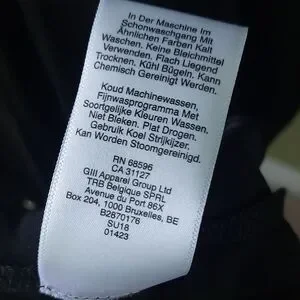 In Der Maschine Im
Schonwaschgang Mit
Ähnlichen Farben Kalt
Waschen. Keine Bleichmittel
Verwenden. Flach Liegend
Trocknen. Kühl Bügeln. Kann
Chemisch Gereinigt Werden.
Koud Machinewassen,
Fijnwasprogramma Met
Soortgelijke Kleuren Wassen.
Niet Bleken. Plat Drogen.
Gebruik Koel Strijkijzer.
Kan Worden Stoomgereinigd.
RN 68596
CA 31127
GIII Apparel Group Ltd
TRB Belgique SPRL
Avenue du Port 86X
Box 204, 1000 Bruxelles, BE
B2670176
SU18
01423